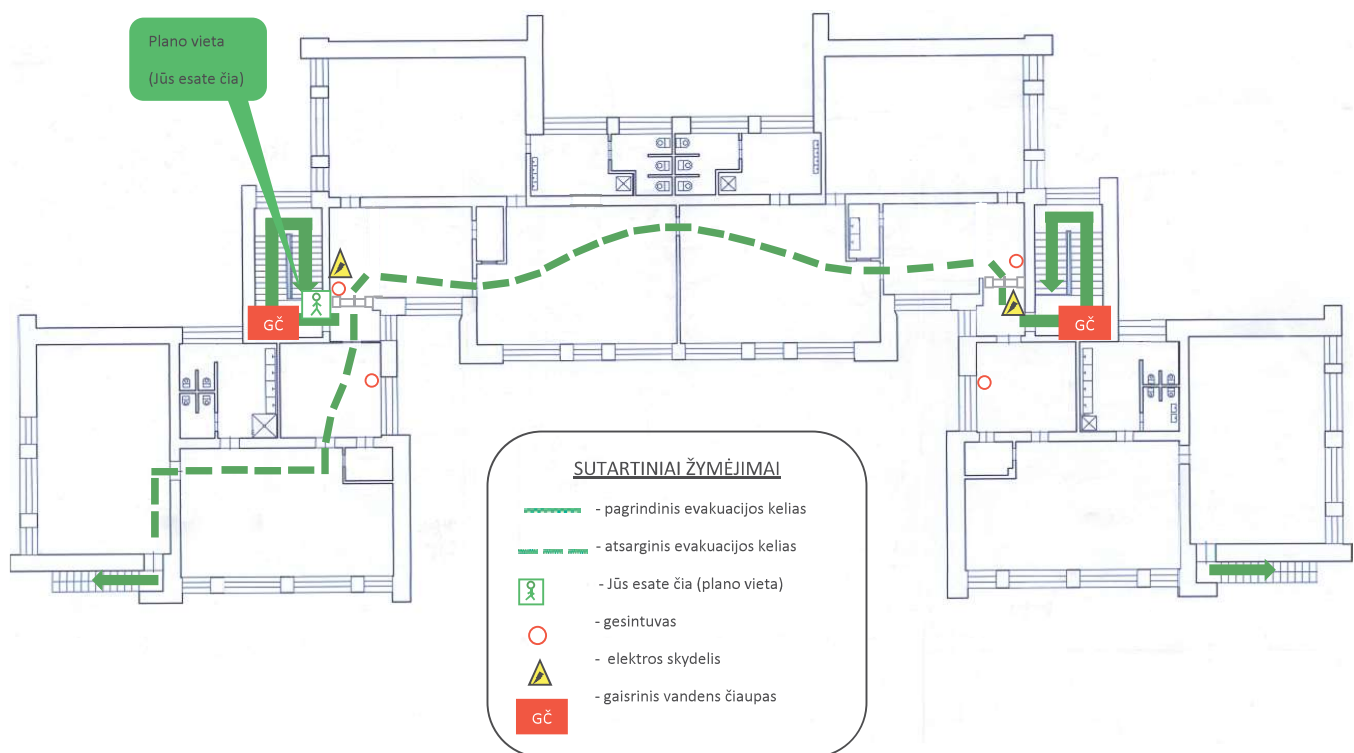 Plano vieta
(Jūs esate čia)
GČ
GČ
SUTARTINIAI ŽYMĖJIMAI
- pagrindinis evakuacijos kelias
- atsarginis evakuacijos kelias
- Jūs esate čia (plano vieta)
- gesintuvas
- elektros skydelis
- gaisrinis vandens čiaupas
GČ